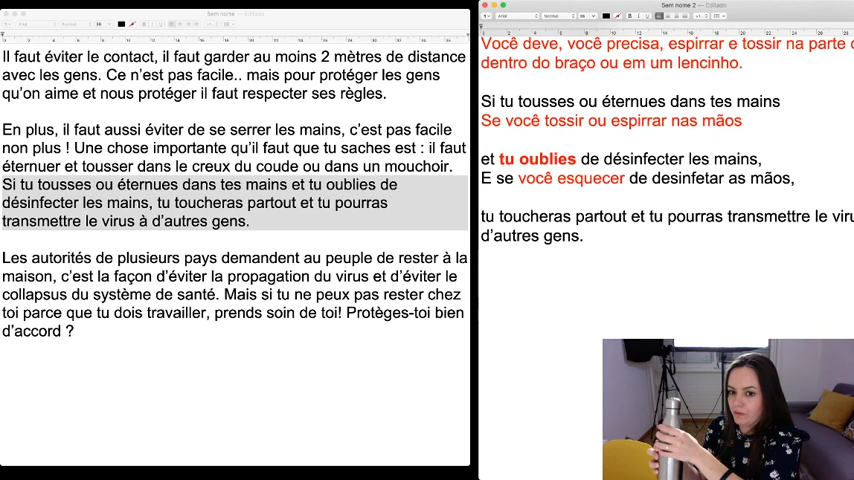 Sem nome — Editado
Il faut éviter le contact, il faut garder au moins 2 mètres de distance
avec les gens. Ce n'est pas facile.. mais pour protéger les gens
qu'on aime et nous protéger il faut respecter ses règles.
En plus, il faut aussi éviter de se serrer les mains, c'est pas facile
non plus ! Une chose importante qu'il faut que tu saches est : il faut
éternuer et tousser dans le creux du coude ou dans un mouchoir.
Si tu tousses ou éternues dans tes mains et tu oublies de
désinfecter les mains, tu toucheras partout et tu pourras
transmettre le virus à d'autres gens.
Les autorités de plusieurs pays demandent au peuple de rester à la
maison, c'est la façon d'éviter la propagation du virus et d'éviter le
collapsus du système de santé. Mais si tu ne peux pas rester chez
toi parce que tu dois travailler, prends soin de toi! Protèges-toi bien
d'accord ?
Sem nome 2 — Editado
Você deve, você precisa, espirrar e tossir na parte
dentro do braço ou em um lencinho.
Si tu tousses ou éternues dans tes mains
Se você tossir ou espirrar nas mãos
et tu oublies de désinfecter les mains,
E se você esquecer de desinfetar as mãos,
tu toucheras partout et tu pourras transmettre le
d'autres gens.